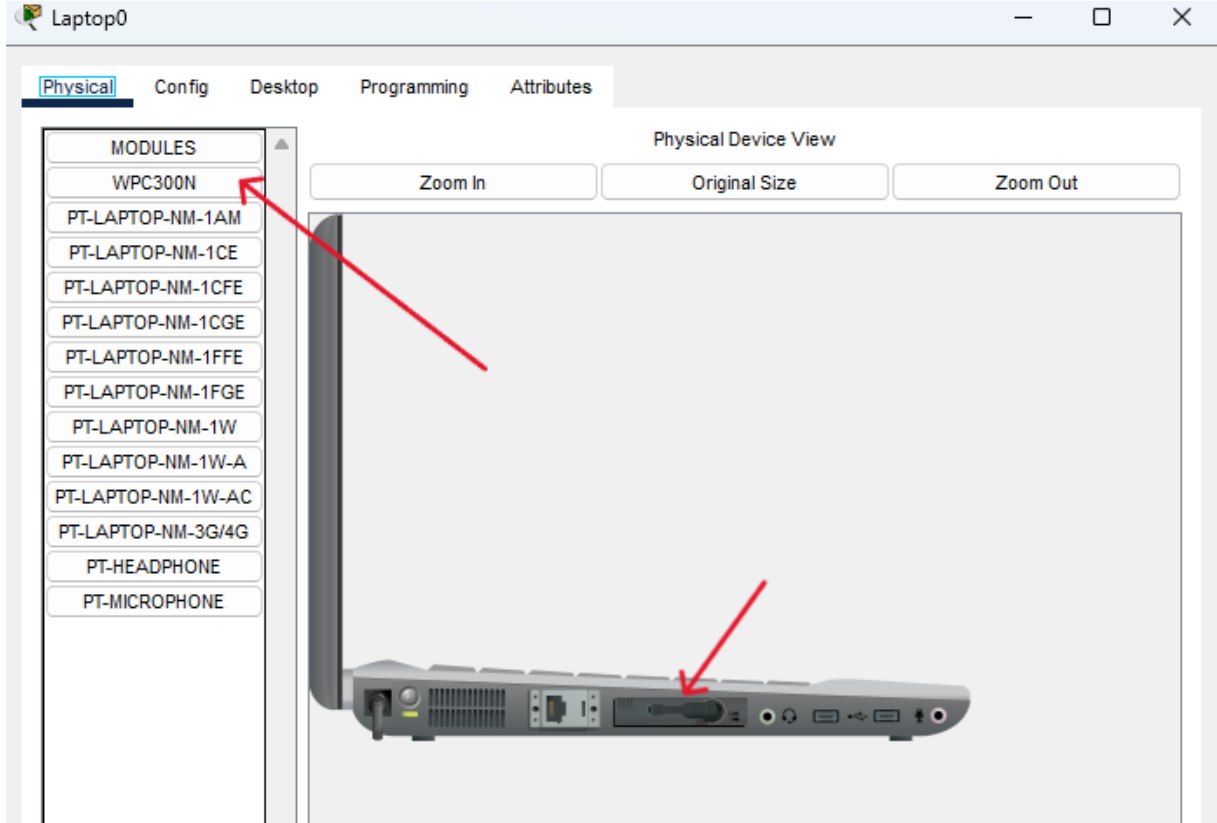 Laptop0
Physical Config Desktop Programming Attributes
MODULES
WPC300N
PT-LAPTOP-NM-1AM
PT-LAPTOP-NM-1CE
PT-LAPTOP-NM-1CFE
PT-LAPTOP-NM-1CGE
PT-LAPTOP-NM-1FFE
PT-LAPTOP-NM-1FGE
PT-LAPTOP-NM-1W
PT-LAPTOP-NM-1W-A
PT-LAPTOP-NM-1W-AC
PT-LAPTOP-NM-3G/4G
PT-HEADPHONE
PT-MICROPHONE
Physical Device View
Zoom In Original Size Zoom Out